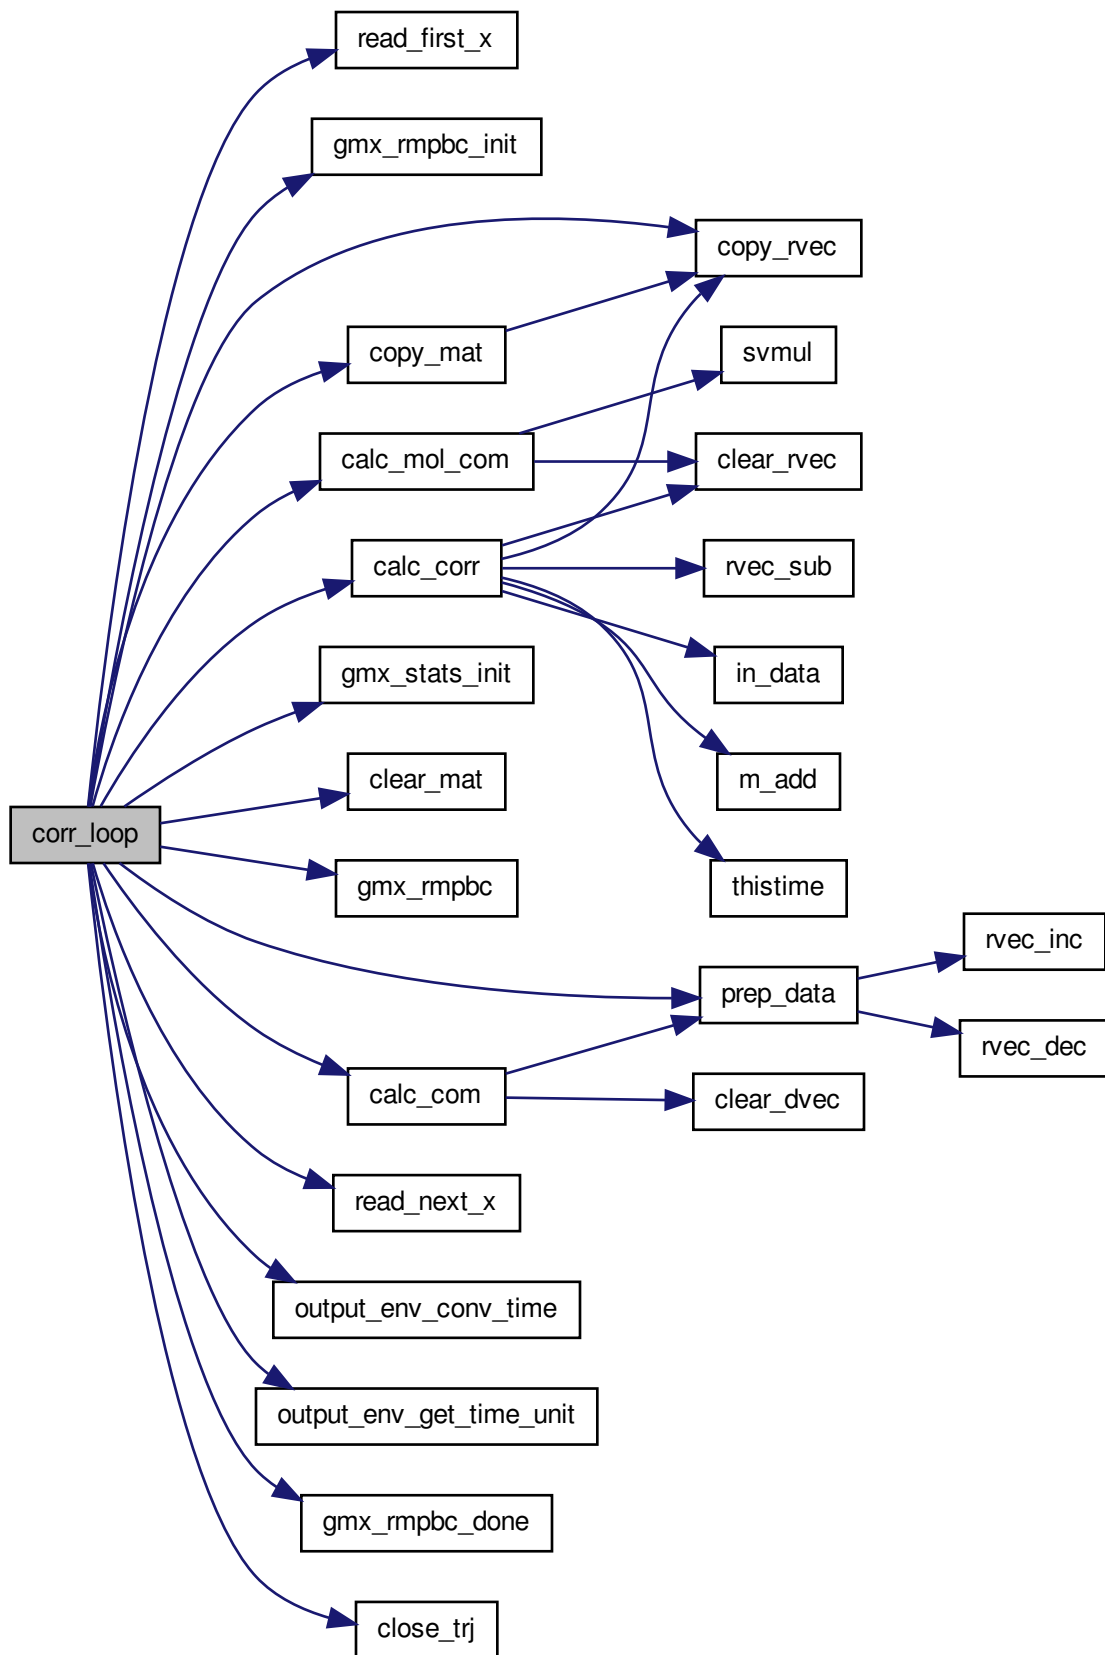 read_first_x
gmx_rmpbc_init
copy_rvec
copy_mat
svmul
calc_mol_com
clear_rvec
calc_corr
rvec_sub
gmx_stats_init
in_data
clear_mat
m_add
corr_loop
gmx_rmpbc
thistime
rvec_inc
prep_data
rvec_dec
calc_com
clear_dvec
read_next_x
output_env_conv_time
output_env_get_time_unit
gmx_rmpbc_done
close_trj